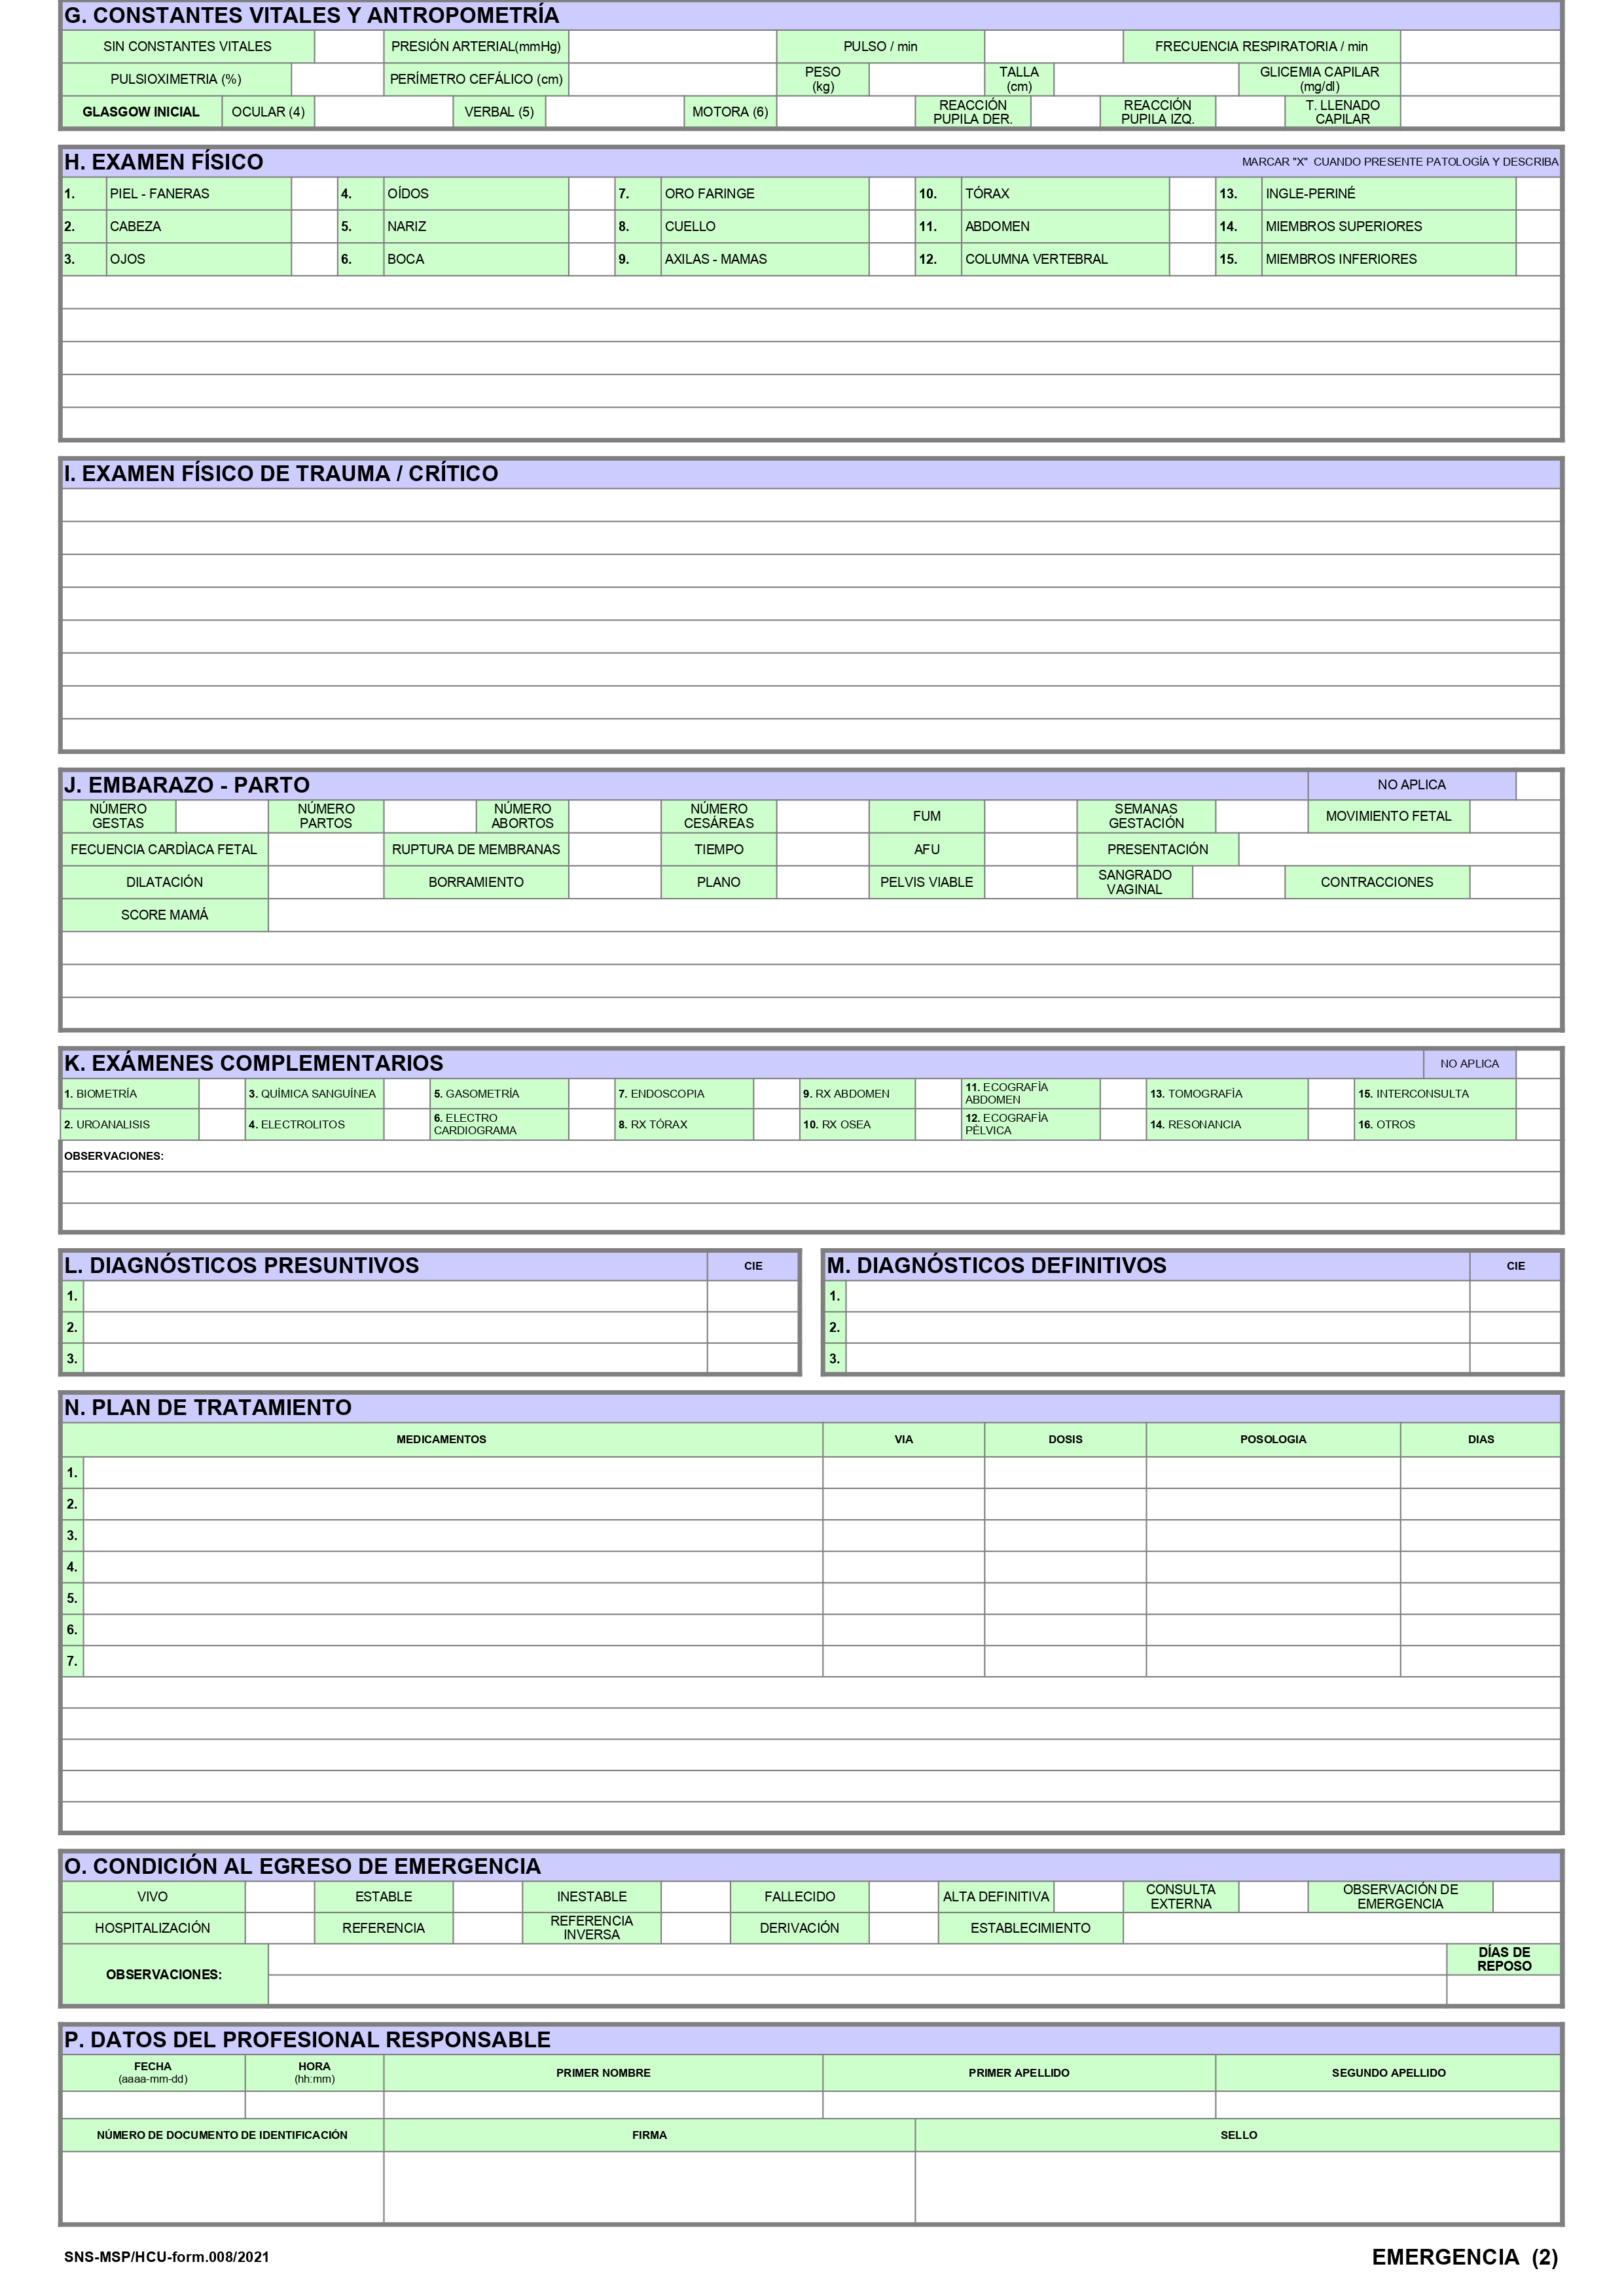 G. CONSTANTES VITALES Y ANTROPOMETRÍA
SIN CONSTANTES VITALES PRESIÓN ARTERIAL(mmHg) PULSO / min FRECUENCIA RESPIRATORIA / min
PULSIOXIMETRIA (%) PERÍMETRO CEFÁLICO (cm) PESO (kg) TALLA (cm) GLICEMIA CAPILAR (mg/dl)
GLASGOW INICIAL OCULAR (4) VERBAL (5) MOTORA (6) REACCIÓN PUPILA DER. REACCIÓN PUPILA IZQ. T. LLENADO CAPILAR
H. EXAMEN FÍSICO MARCAR "X" CUANDO PRESENTE PATOLOGÍA Y DESCRIBA
1. PIEL - FANERAS 4. OÍDOS 7. ORO FARINGE 10. TÓRAX 13. INGLE-PERINÉ
2. CABEZA 5. NARIZ 8. CUELLO 11. ABDOMEN 14. MIEMBROS SUPERIORES
3. OJOS 6. BOCA 9. AXILAS - MAMAS 12. COLUMNA VERTEBRAL 15. MIEMBROS INFERIORES
I. EXAMEN FÍSICO DE TRAUMA / CRÍTICO
J. EMBARAZO - PARTO NO APLICA
NÚMERO GESTAS NÚMERO PARTOS NÚMERO ABORTOS NÚMERO CESÁREAS FUM SEMANAS GESTACIÓN MOVIMIENTO FETAL
FECUENCIA CARDÌACA FETAL RUPTURA DE MEMBRANAS TIEMPO AFU PRESENTACIÓN
DILATACIÓN BORRAMIENTO PLANO PELVIS VIABLE SANGRADO VAGINAL CONTRACCIONES
SCORE MAMÁ
K. EXÁMENES COMPLEMENTARIOS NO APLICA
1. BIOMETRÍA 3. QUÍMICA SANGUÍNEA 5. GASOMETRÍA 7. ENDOSCOPIA 9. RX ABDOMEN 11. ECOGRAFÌA ABDOMEN 13. TOMOGRAFÌA 15. INTERCONSULTA
2. UROANALISIS 4. ELECTROLITOS 6. ELECTRO CARDIOGRAMA 8. RX TÓRAX 10. RX OSEA 12. ECOGRAFÌA PÈLVICA 14. RESONANCIA 16. OTROS
OBSERVACIONES:
L. DIAGNÓSTICOS PRESUNTIVOS CIE M. DIAGNÓSTICOS DEFINITIVOS CIE
1. 1.
2. 2.
3. 3.
N. PLAN DE TRATAMIENTO
MEDICAMENTOS VIA DOSIS POSOLOGIA DIAS
1.
2.
3.
4.
5.
6.
7.
O. CONDICIÓN AL EGRESO DE EMERGENCIA
VIVO ESTABLE INESTABLE FALLECIDO ALTA DEFINITIVA CONSULTA EXTERNA OBSERVACIÓN DE EMERGENCIA
HOSPITALIZACIÓN REFERENCIA REFERENCIA INVERSA DERIVACIÓN ESTABLECIMIENTO
OBSERVACIONES: DÍAS DE REPOSO
P. DATOS DEL PROFESIONAL RESPONSABLE
FECHA (aaaa-mm-dd) HORA (hh:mm) PRIMER NOMBRE PRIMER APELLIDO SEGUNDO APELLIDO
NÚMERO DE DOCUMENTO DE IDENTIFICACIÓN FIRMA SELLO
SNS-MSP/HCU-form.008/2021 EMERGENCIA (2)